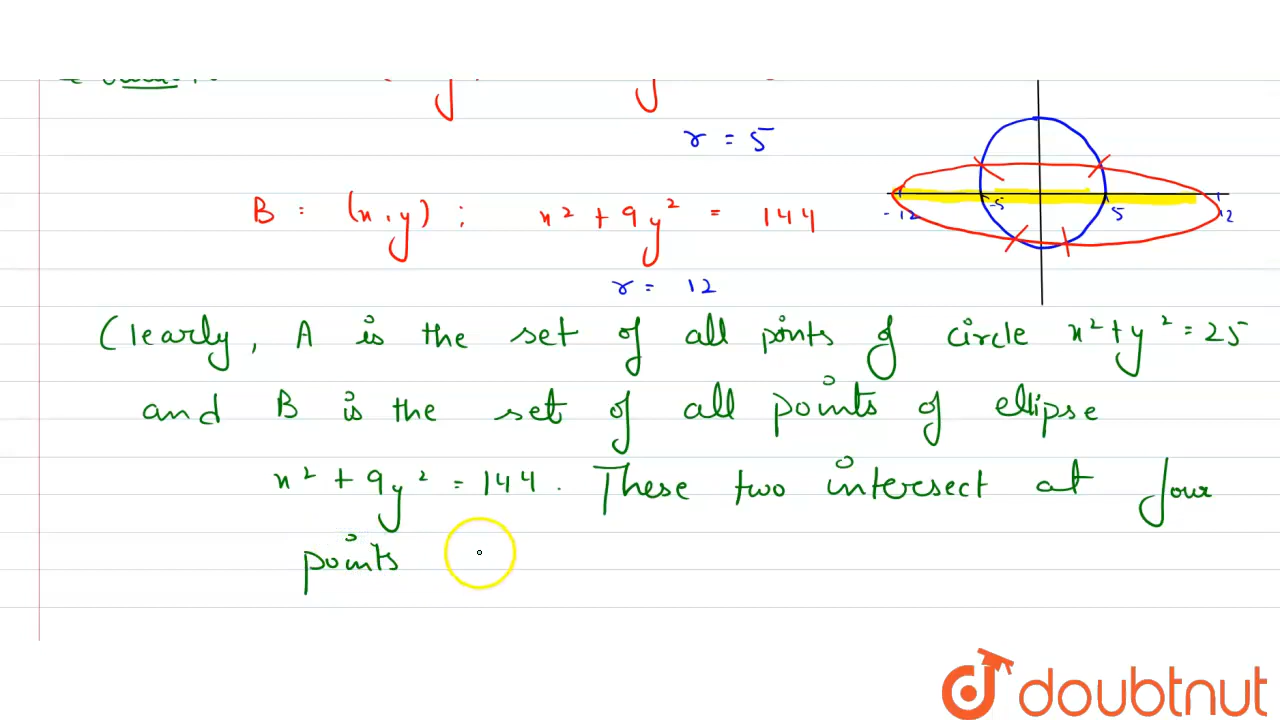 r = 5
B = (x, y) ; x² + 9y² = 144
r = 12
-12 -5 5 12
Clearly, A is the set of all points of circle x² + y² = 25
and B is the set of all points of ellipse
x² + 9y² = 144. These two intersect at four
points
doubtnut